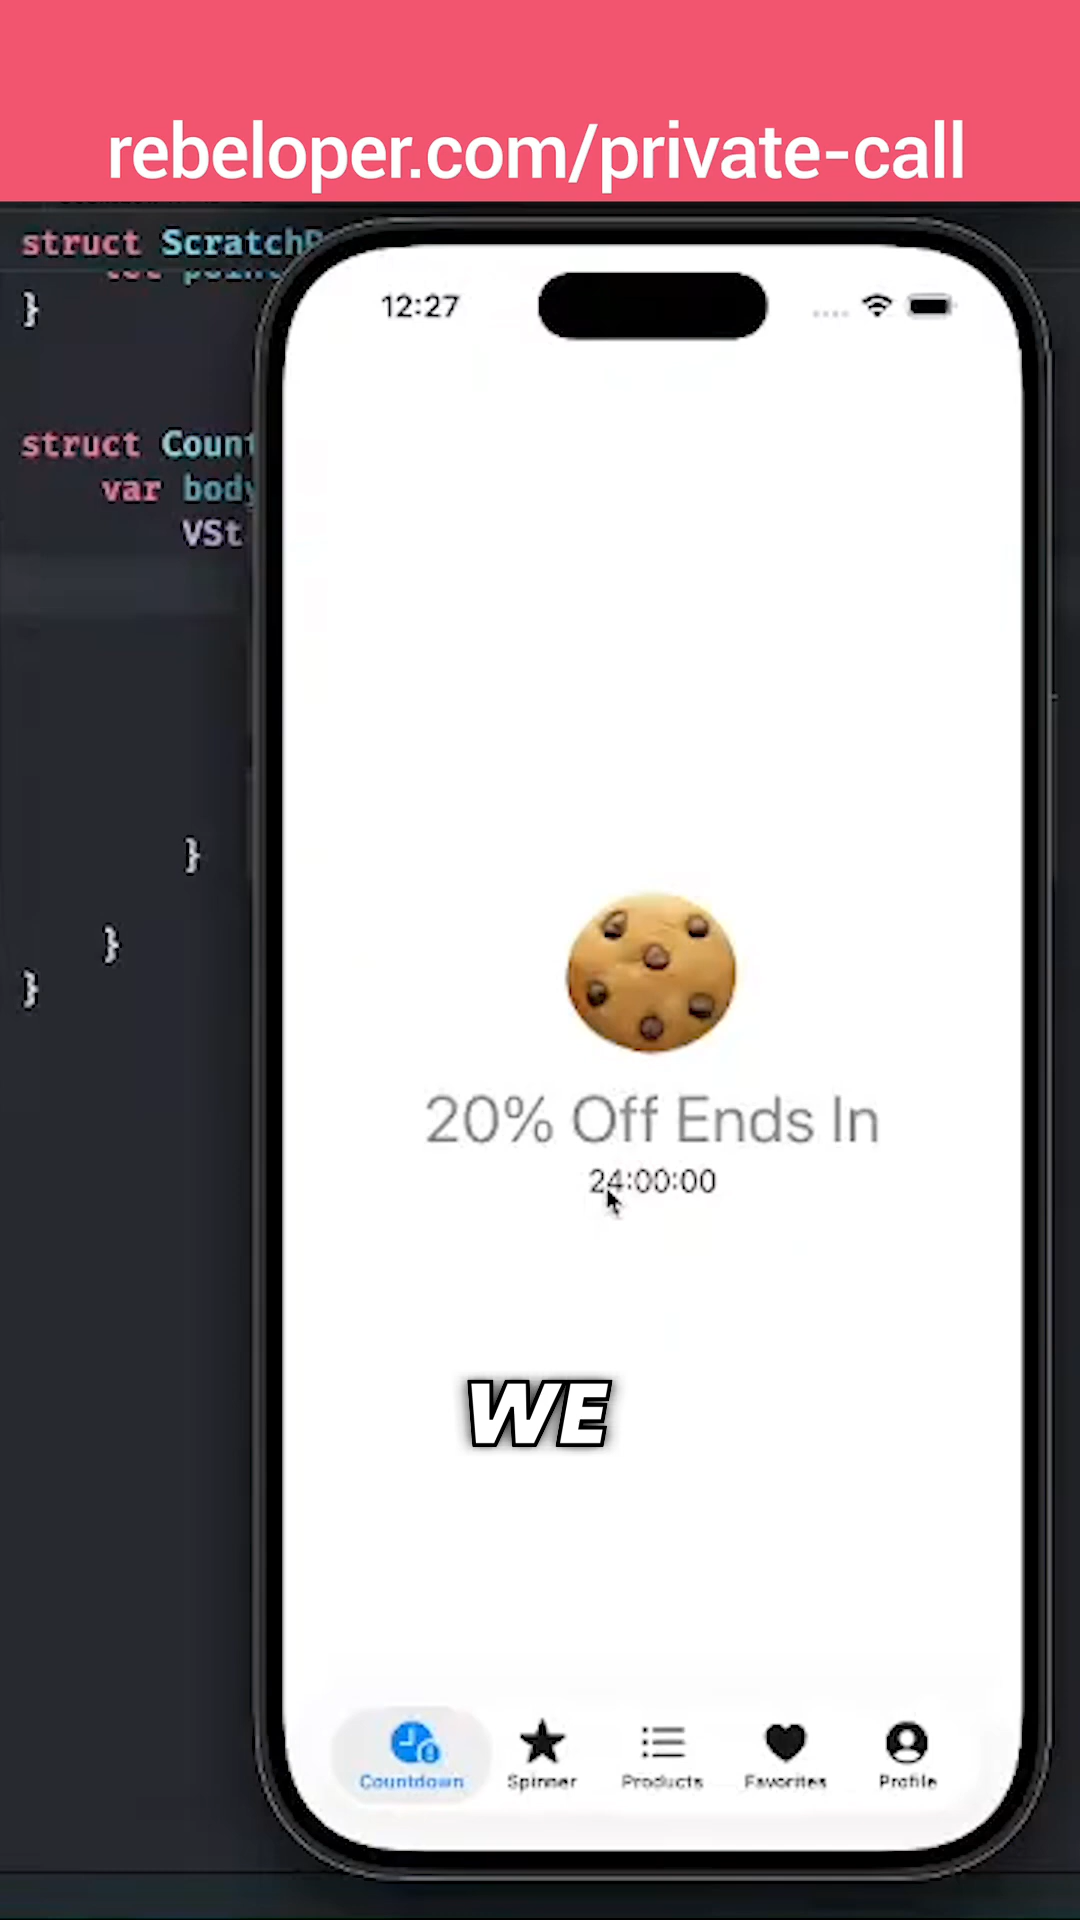 rebeloper.com/private-call
struct Scratch
}
struct Count
var body
VSt
}
}
}
12:27
20% Off Ends In
24:00:00
WE
Countdown
Spinner
Products
Favorites
Profile